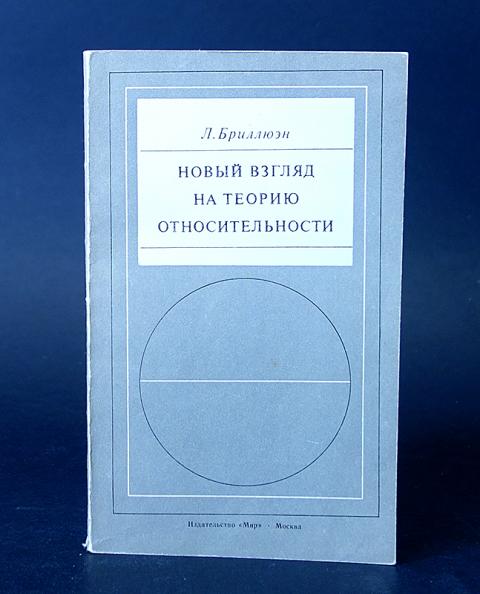 Л. Бриллюэн
НОВЫЙ ВЗГЛЯД
НА ТЕОРИЮ
ОТНОСИТЕЛЬНОСТИ
Издательство «Мир» · Москва